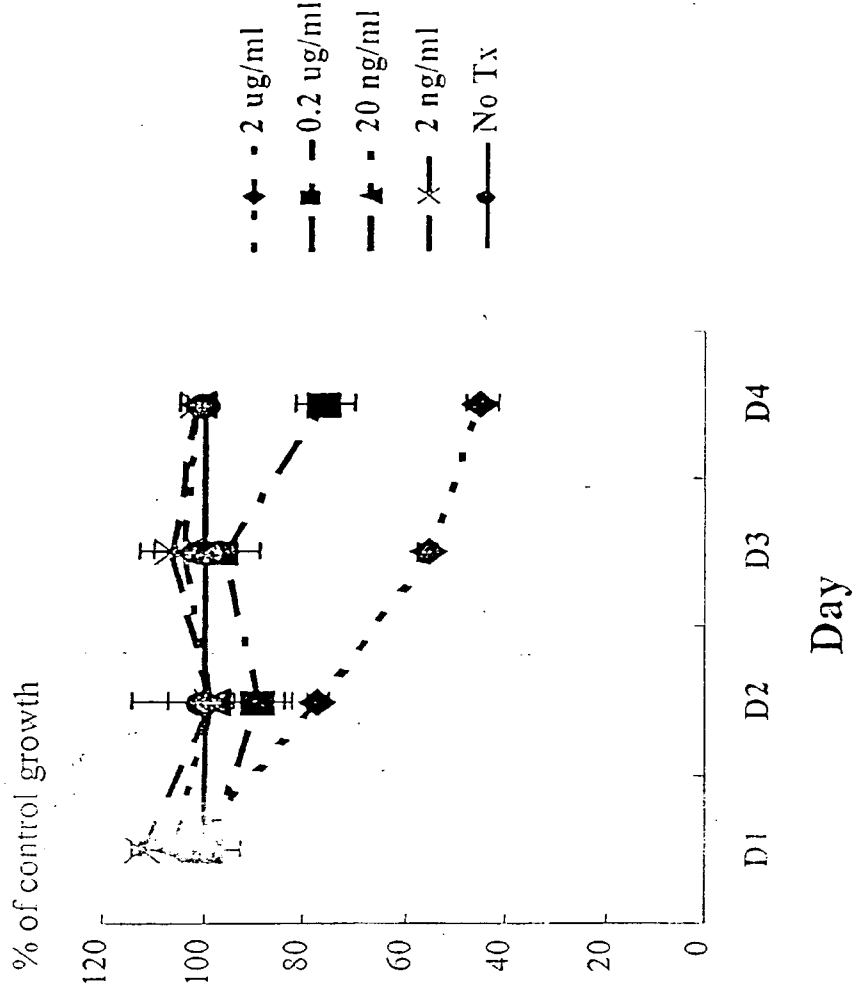 % of control growth
120
100
80
60
40
20
0
D1
D2
D3
D4
Day
2 ug/ml
0.2 ug/ml
20 ng/ml
2 ng/ml
No Tx